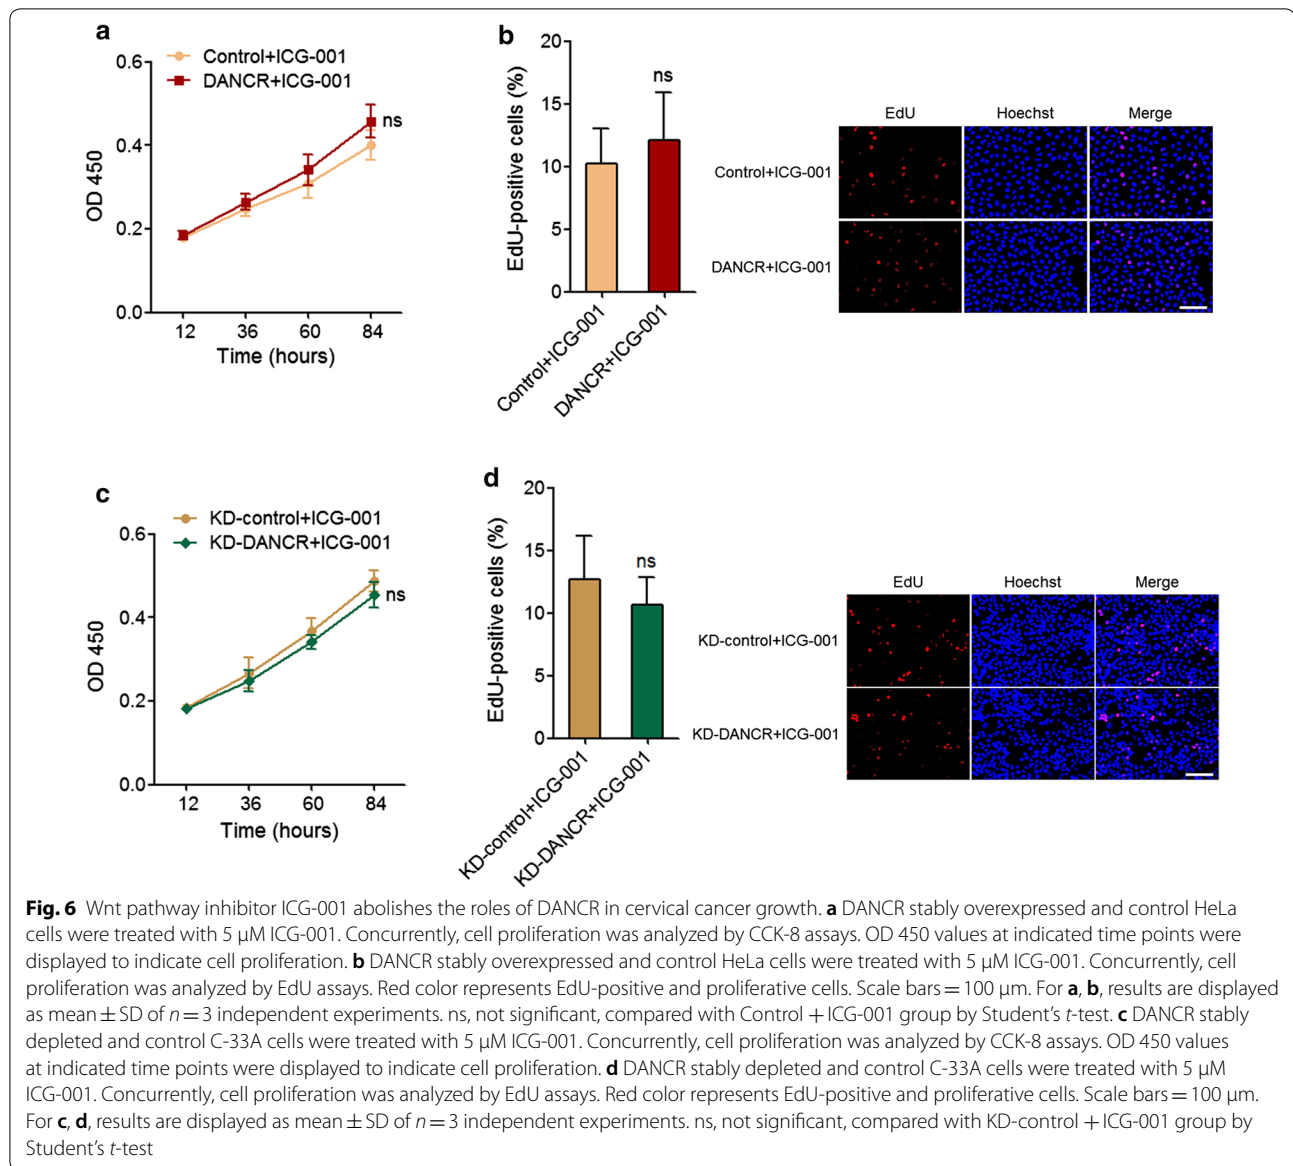 a
0.6
0.4
0.2
0.0
OD 450
Control+ICG-001
DANCR+ICG-001
ns
12 36 60 84
Time (hours)
b
20
15
10
5
0
EdU-positive cells (%)
ns
Control+ICG-001
DANCR+ICG-001
EdU Hoechst Merge
Control+ICG-001
DANCR+ICG-001
c
0.6
0.4
0.2
0.0
OD 450
KD-control+ICG-001
KD-DANCR+ICG-001
ns
12 36 60 84
Time (hours)
d
20
15
10
5
0
EdU-positive cells (%)
ns
KD-control+ICG-001
KD-DANCR+ICG-001
EdU Hoechst Merge
KD-control+ICG-001
KD-DANCR+ICG-001
Fig. 6 Wnt pathway inhibitor ICG-001 abolishes the roles of DANCR in cervical cancer growth. a DANCR stably overexpressed and control HeLa
cells were treated with 5 µM ICG-001. Concurrently, cell proliferation was analyzed by CCK-8 assays. OD 450 values at indicated time points were
displayed to indicate cell proliferation. b DANCR stably overexpressed and control HeLa cells were treated with 5 µM ICG-001. Concurrently, cell
proliferation was analyzed by EdU assays. Red color represents EdU-positive and proliferative cells. Scale bars = 100 µm. For a, b, results are displayed
as mean ± SD of n = 3 independent experiments. ns, not significant, compared with Control + ICG-001 group by Student's t-test. c DANCR stably
depleted and control C-33A cells were treated with 5 µM ICG-001. Concurrently, cell proliferation was analyzed by CCK-8 assays. OD 450 values
at indicated time points were displayed to indicate cell proliferation. d DANCR stably depleted and control C-33A cells were treated with 5 µM
ICG-001. Concurrently, cell proliferation was analyzed by EdU assays. Red color represents EdU-positive and proliferative cells. Scale bars = 100 µm.
For c, d, results are displayed as mean ± SD of n = 3 independent experiments. ns, not significant, compared with KD-control + ICG-001 group by
Student's t-test